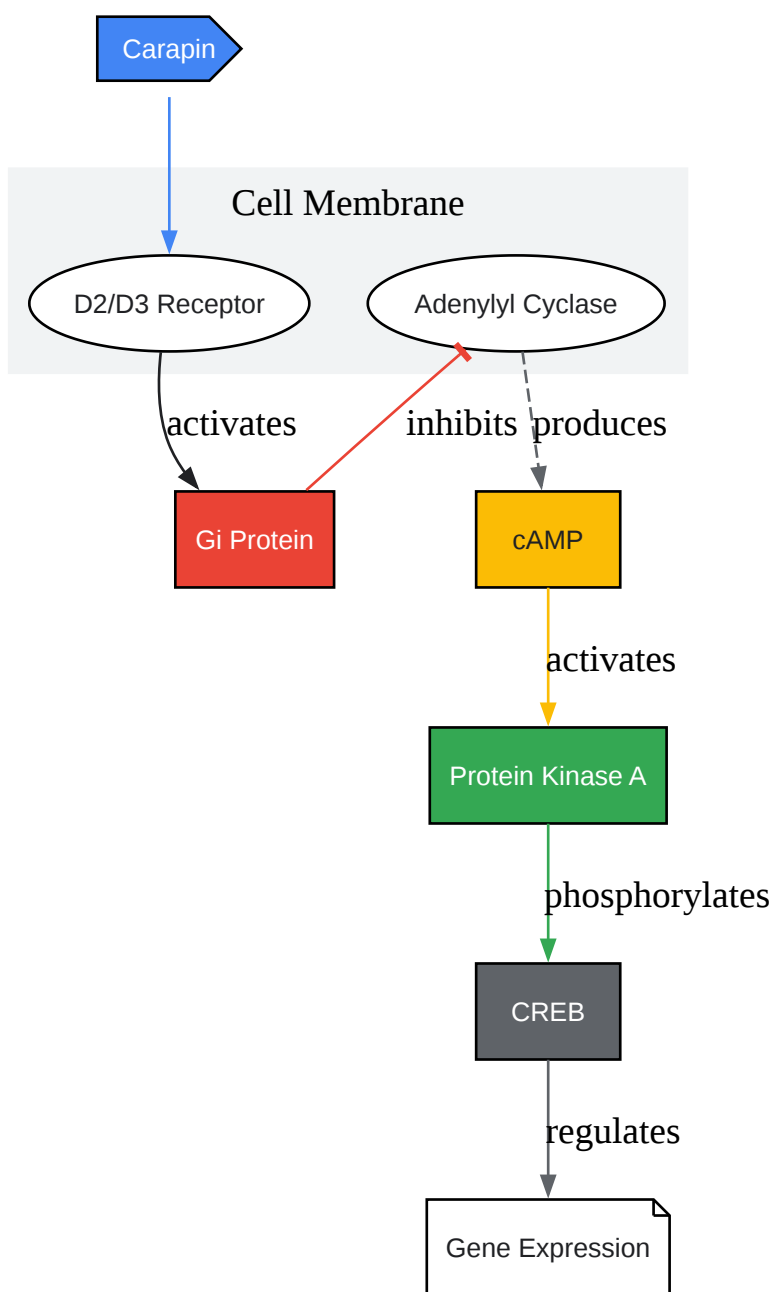 Carapin
Cell Membrane
D2/D3 Receptor
Adenylyl Cyclase
activates
inhibits
produces
Gi Protein
cAMP
activates
Protein Kinase A
phosphorylates
CREB
regulates
Gene Expression